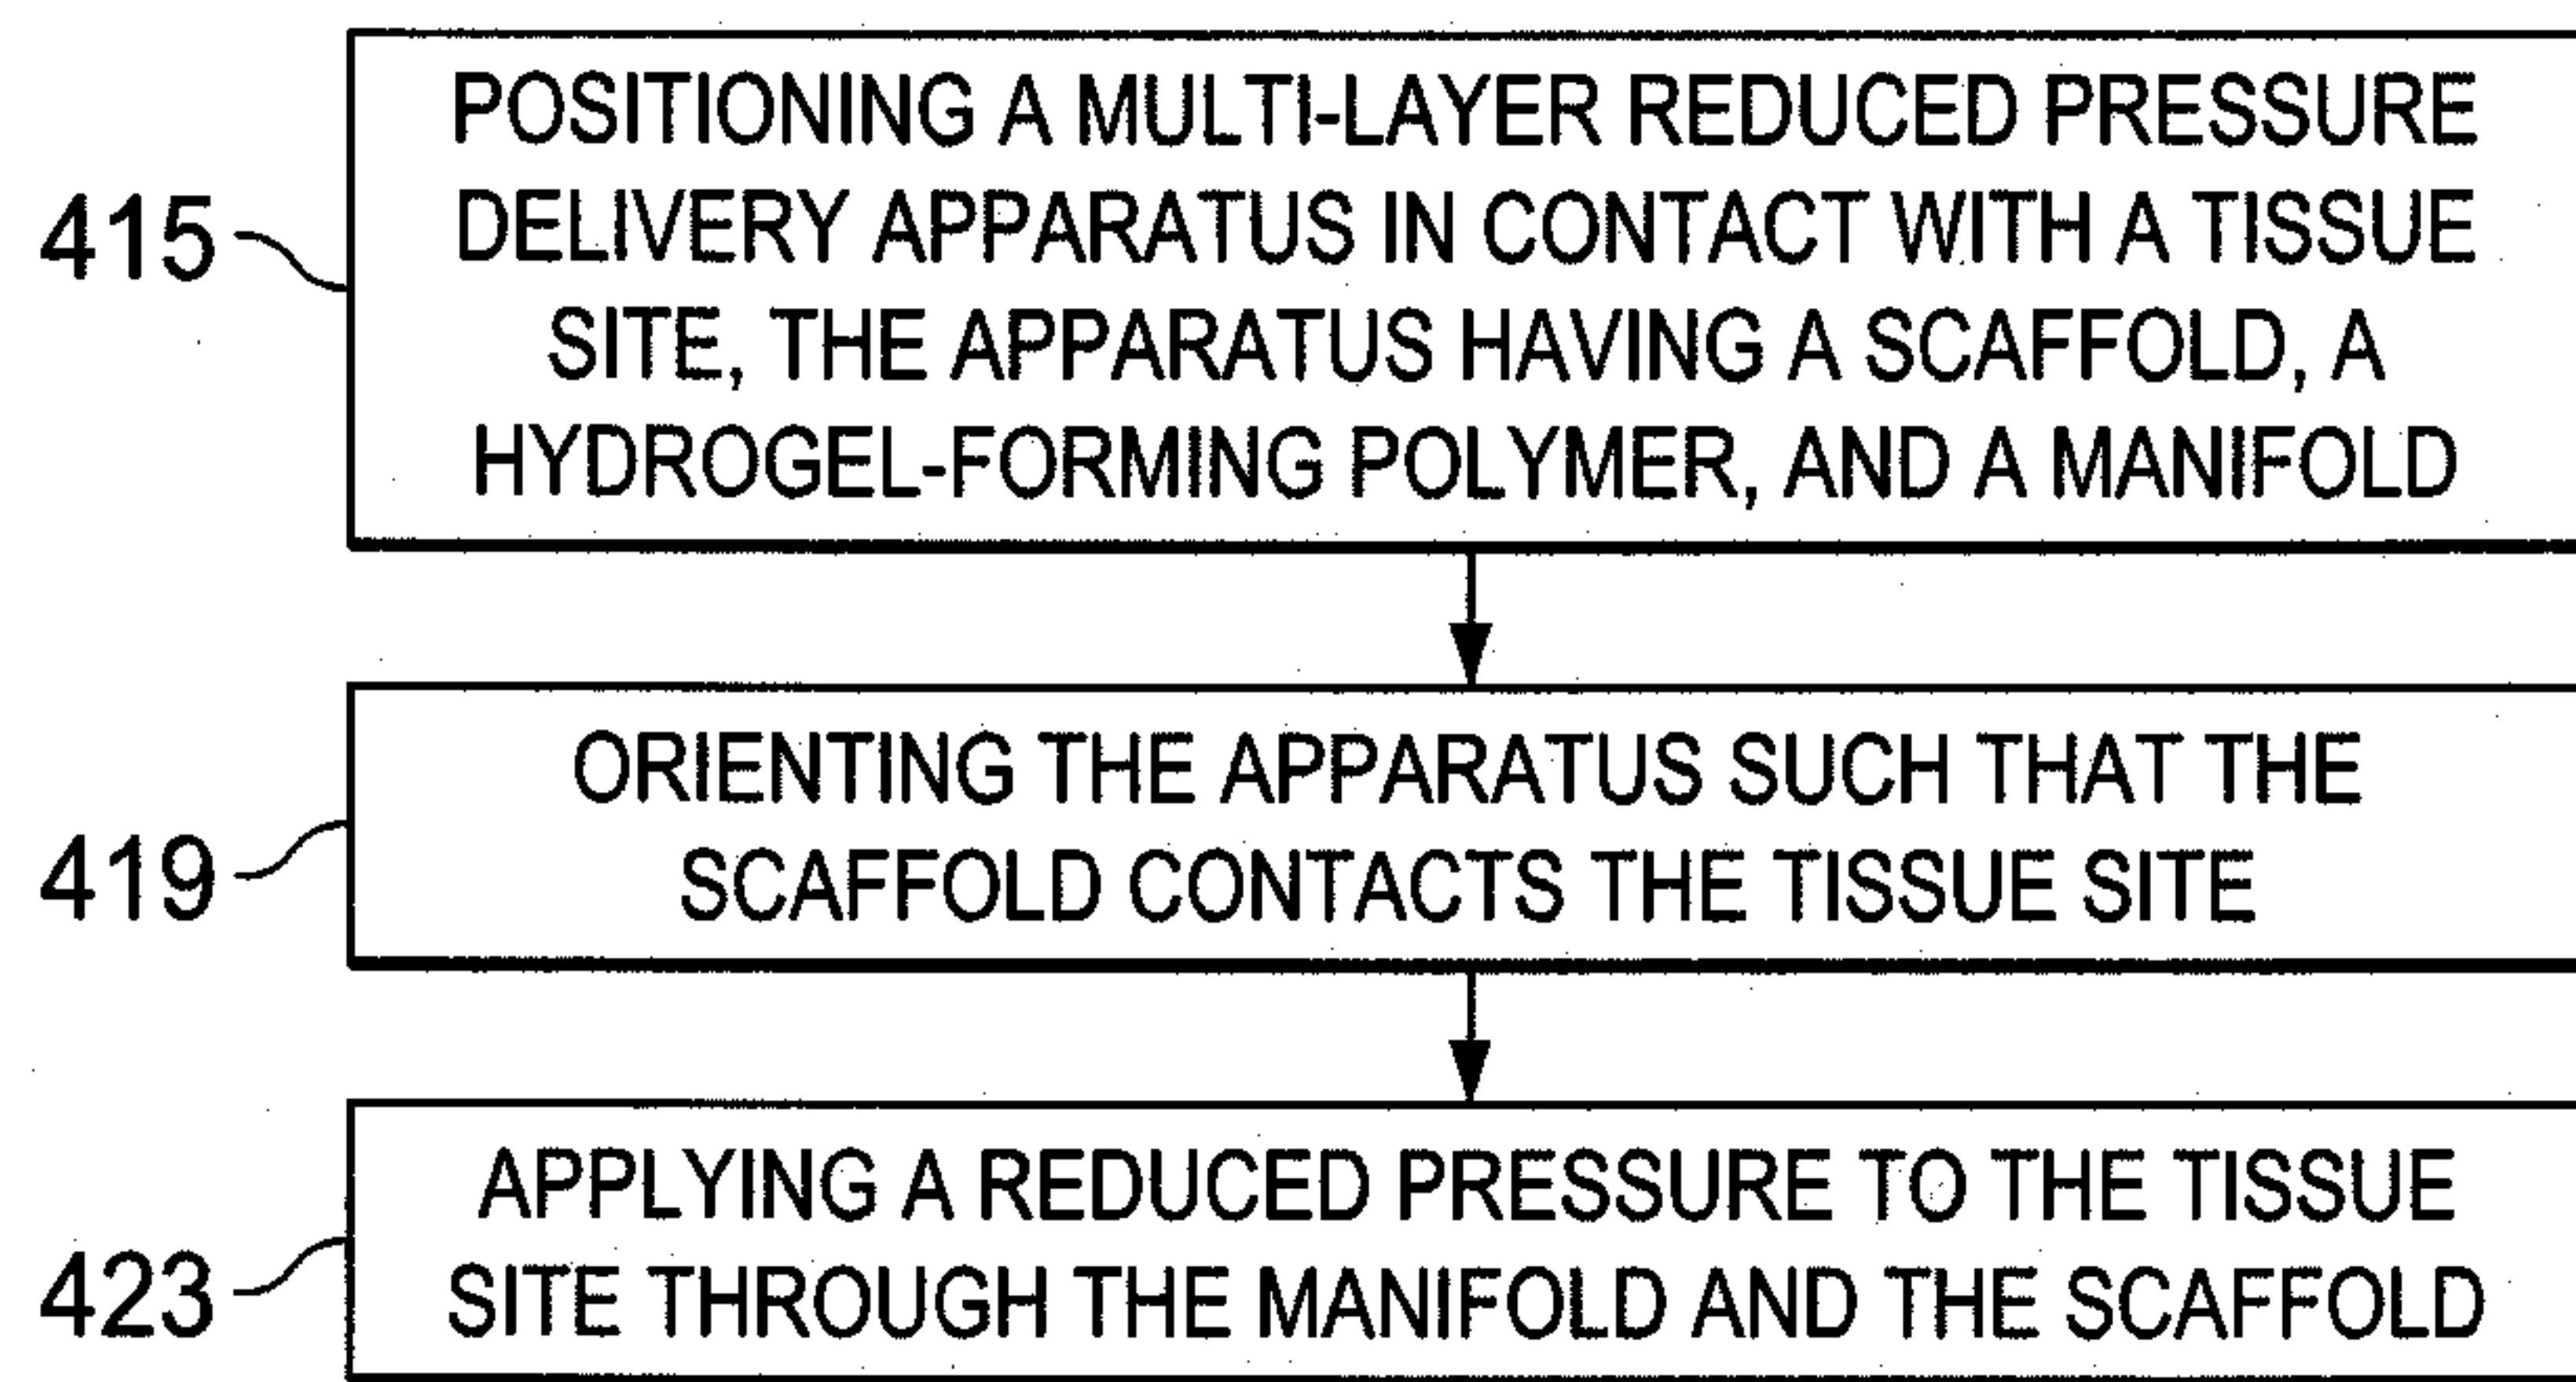 415
POSITIONING A MULTI-LAYER REDUCED PRESSURE
DELIVERY APPARATUS IN CONTACT WITH A TISSUE
SITE, THE APPARATUS HAVING A SCAFFOLD, A
HYDROGEL-FORMING POLYMER, AND A MANIFOLD
419
ORIENTING THE APPARATUS SUCH THAT THE
SCAFFOLD CONTACTS THE TISSUE SITE
423
APPLYING A REDUCED PRESSURE TO THE TISSUE
SITE THROUGH THE MANIFOLD AND THE SCAFFOLD